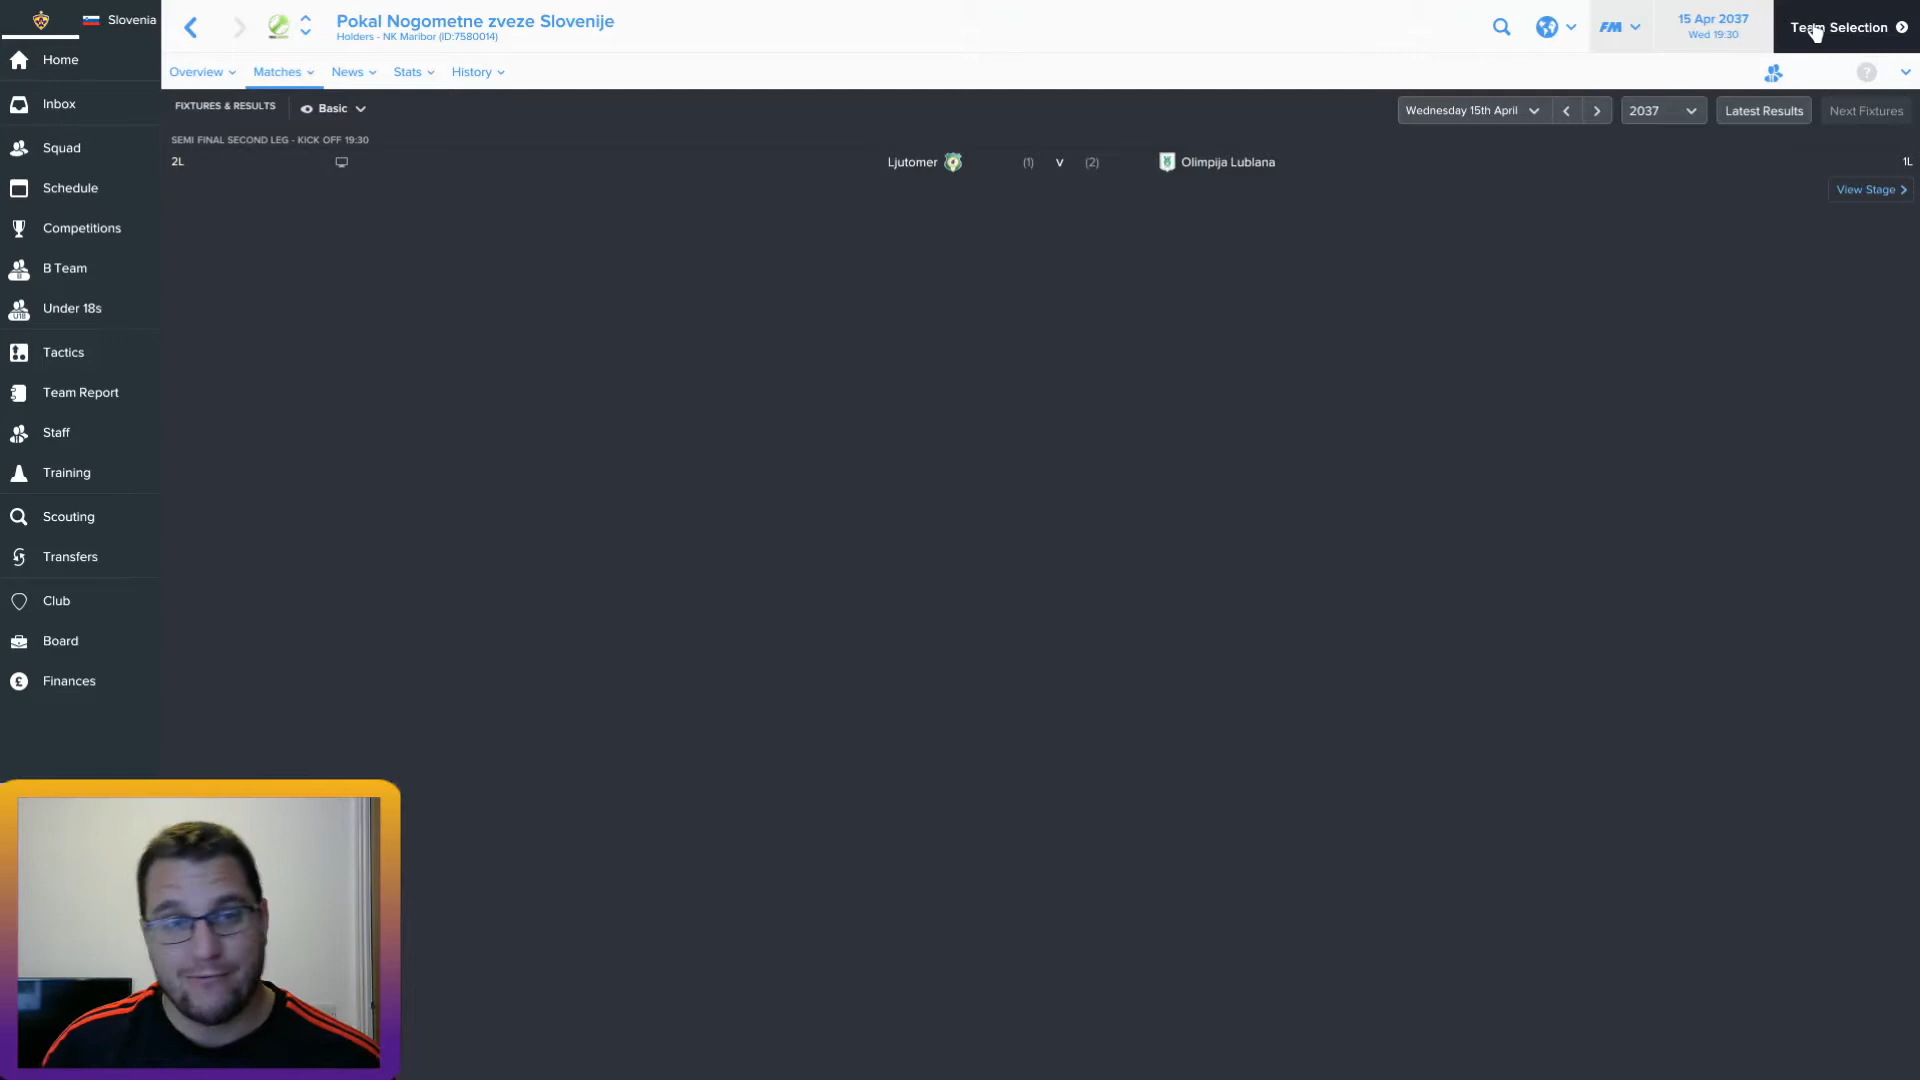 Slovenia
Pokal Nogometne zveze Slovenije
Holders - NK Maribor (ID:7580014)
FM
15 Apr 2037
Wed 19:30
Team Selection
Home
Overview
Matches
News
Stats
History
?
Inbox
FIXTURES & RESULTS
Basic
Wednesday 15th April
2037
Latest Results
Next Fixtures
SEMI FINAL SECOND LEG - KICK OFF 19:30
2L
Ljutomer
(1) v (2)
Olimpija Lublana
1L
View Stage
Squad
Schedule
Competitions
B Team
Under 18s
Tactics
Team Report
Staff
Training
Scouting
Transfers
Club
Board
£ Finances